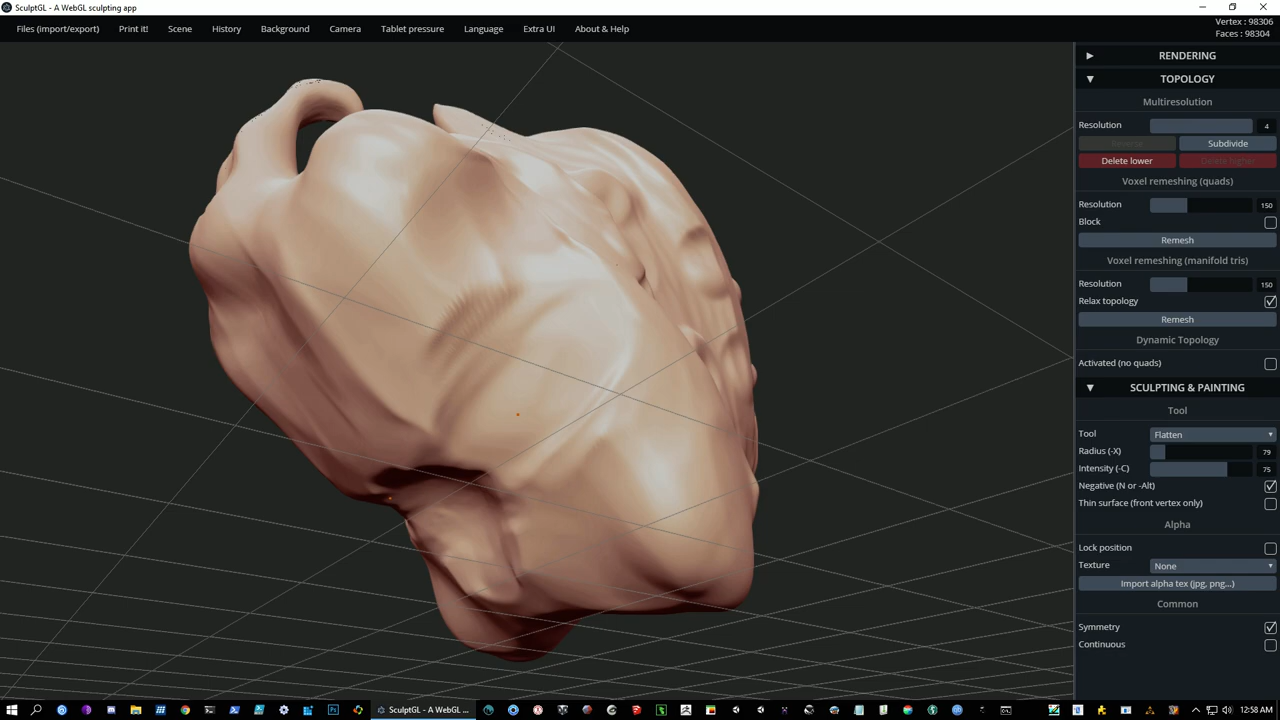 SculptGL - A WebGL sculpting app
Files (import/export) Print it! Scene History Background Camera Tablet pressure Language Extra UI About & Help
Vertex : 98306
Faces : 98304
RENDERING
TOPOLOGY
Multiresolution
Resolution 4
Reverse Subdivide
Delete lower Delete higher
Voxel remeshing (quads)
Resolution 150
Block
Remesh
Voxel remeshing (manifold tris)
Resolution 150
Relax topology
Remesh
Dynamic Topology
Activated (no quads)
SCULPTING & PAINTING
Tool
Tool Flatten
Radius (-X) 79
Intensity (-C) 75
Negative (N or -Alt)
Thin surface (front vertex only)
Alpha
Lock position
Texture None
Import alpha tex (jpg, png...)
Common
Symmetry
Continuous
SculptGL - A WebGL ...
12:58 AM